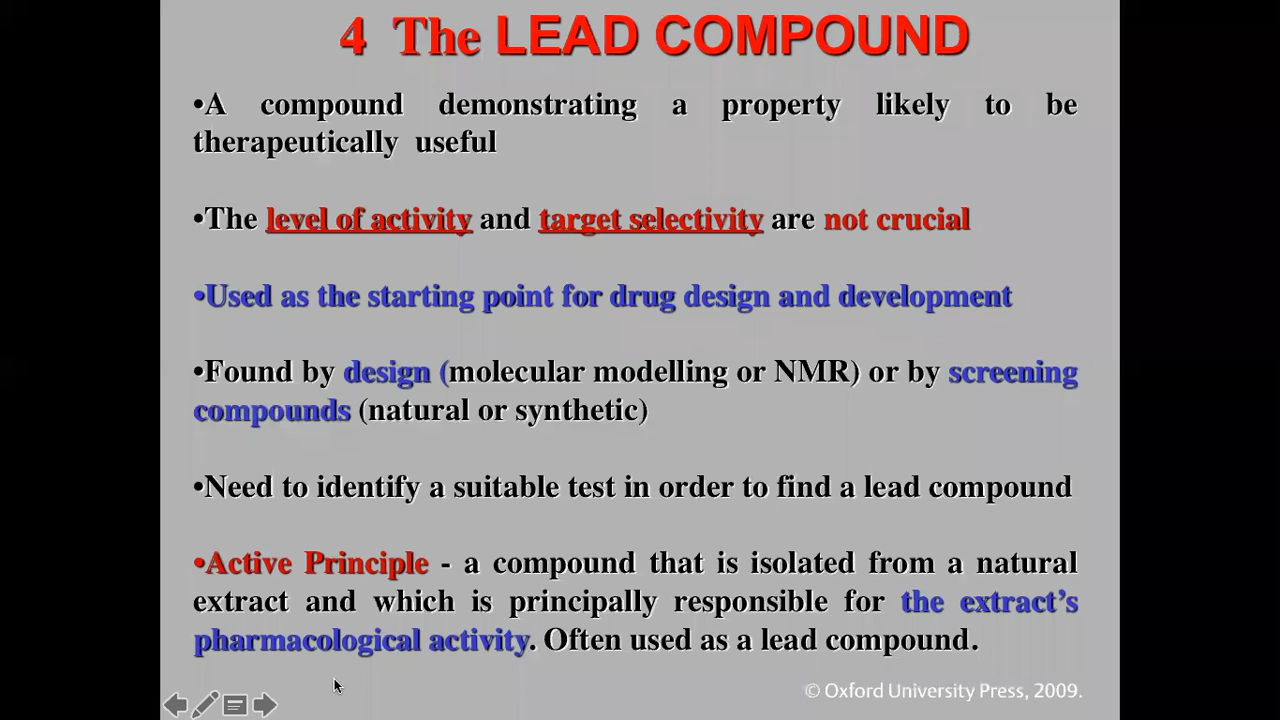 4 The LEAD COMPOUND
•A compound demonstrating a property likely to be
therapeutically useful
•The level of activity and target selectivity are not crucial
•Used as the starting point for drug design and development
•Found by design (molecular modelling or NMR) or by screening
compounds (natural or synthetic)
•Need to identify a suitable test in order to find a lead compound
•Active Principle - a compound that is isolated from a natural
extract and which is principally responsible for the extract’s
pharmacological activity. Often used as a lead compound.
© Oxford University Press, 2009.